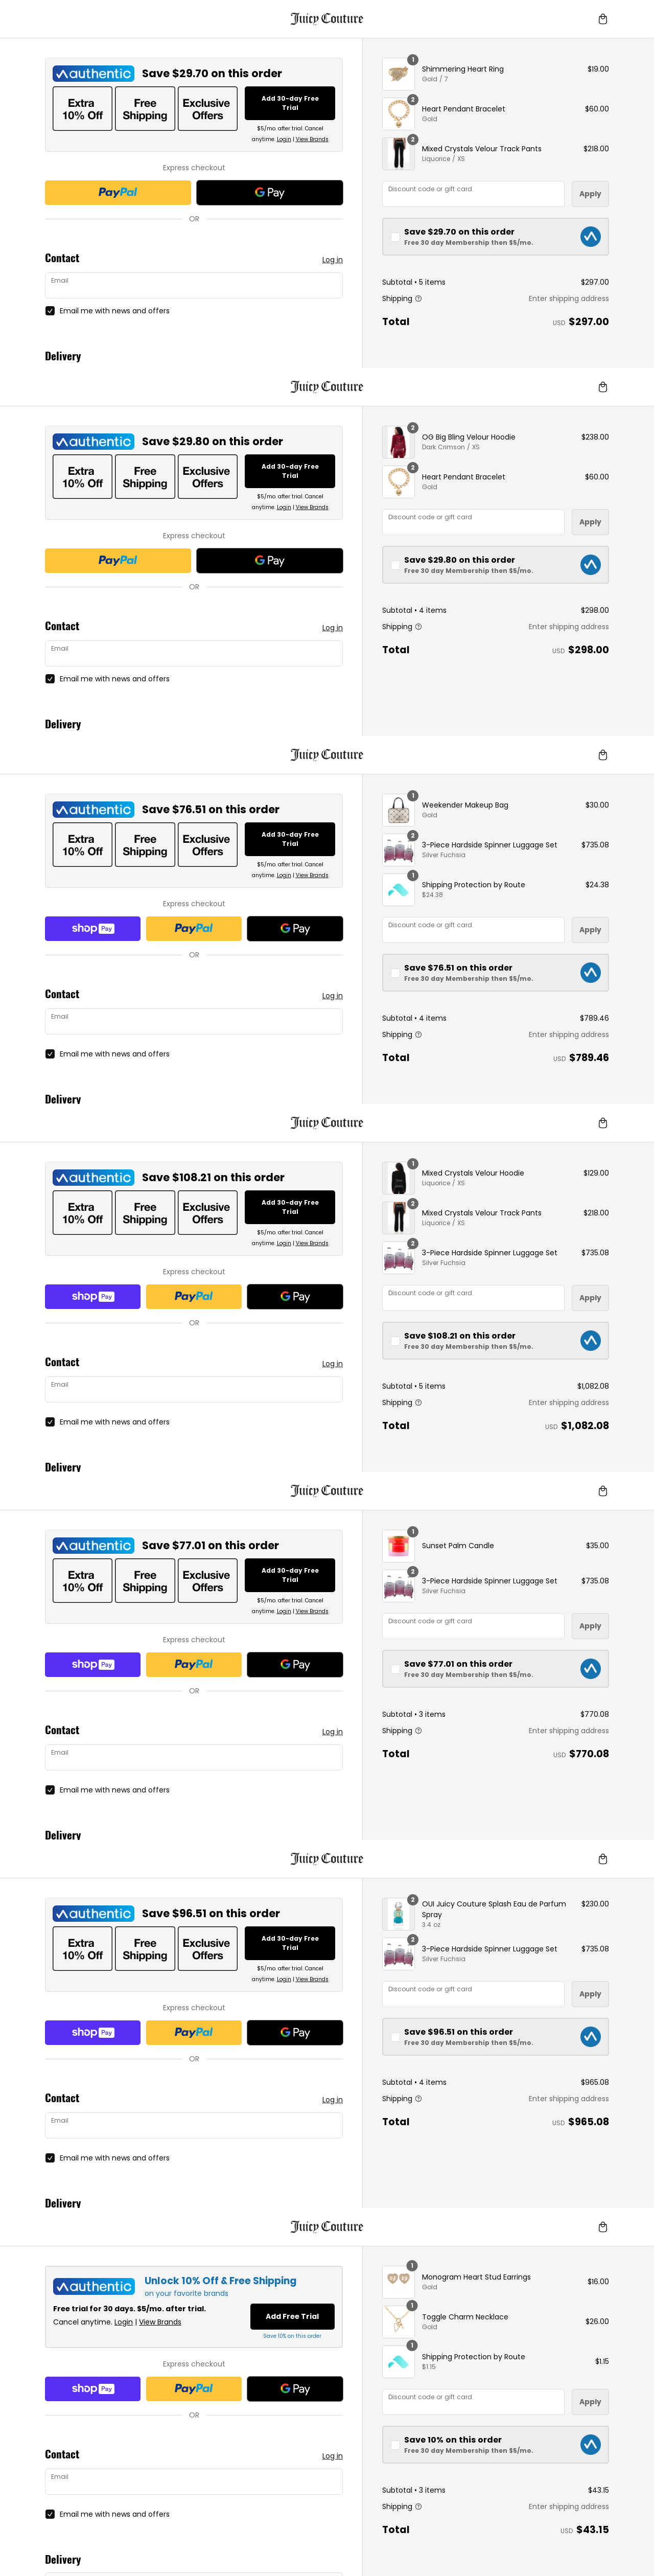 Juicy Couture
authentic Save $29.70 on this order
Extra 10% Off
Free Shipping
Exclusive Offers
Add 30-day Free Trial
$5/mo. after trial. Cancel
anytime. Login | View Brands
Express checkout
PayPal
G Pay
OR
Contact
Log in
Email
Email me with news and offers
Delivery
1
Shimmering Heart Ring $19.00
Gold / 7
2
Heart Pendant Bracelet $60.00
Gold
2
Mixed Crystals Velour Track Pants $218.00
Liquorice / XS
Discount code or gift card
Apply
Save $29.70 on this order
Free 30 day Membership then $5/mo.
Subtotal • 5 items $297.00
Shipping Enter shipping address
Total USD $297.00
Juicy Couture
authentic Save $29.80 on this order
Extra 10% Off
Free Shipping
Exclusive Offers
Add 30-day Free Trial
$5/mo. after trial. Cancel
anytime. Login | View Brands
Express checkout
PayPal
G Pay
OR
Contact
Log in
Email
Email me with news and offers
Delivery
2
OG Big Bling Velour Hoodie $238.00
Dark Crimson / XS
2
Heart Pendant Bracelet $60.00
Gold
Discount code or gift card
Apply
Save $29.80 on this order
Free 30 day Membership then $5/mo.
Subtotal • 4 items $298.00
Shipping Enter shipping address
Total USD $298.00
Juicy Couture
authentic Save $76.51 on this order
Extra 10% Off
Free Shipping
Exclusive Offers
Add 30-day Free Trial
$5/mo. after trial. Cancel
anytime. Login | View Brands
Express checkout
shop Pay
PayPal
G Pay
OR
Contact
Log in
Email
Email me with news and offers
Delivery
1
Weekender Makeup Bag $30.00
Gold
2
3-Piece Hardside Spinner Luggage Set $735.08
Silver Fuchsia
1
Shipping Protection by Route $24.38
$24.38
Discount code or gift card
Apply
Save $76.51 on this order
Free 30 day Membership then $5/mo.
Subtotal • 4 items $789.46
Shipping Enter shipping address
Total USD $789.46
Juicy Couture
authentic Save $108.21 on this order
Extra 10% Off
Free Shipping
Exclusive Offers
Add 30-day Free Trial
$5/mo. after trial. Cancel
anytime. Login | View Brands
Express checkout
shop Pay
PayPal
G Pay
OR
Contact
Log in
Email
Email me with news and offers
Delivery
1
Mixed Crystals Velour Hoodie $129.00
Liquorice / XS
2
Mixed Crystals Velour Track Pants $218.00
Liquorice / XS
2
3-Piece Hardside Spinner Luggage Set $735.08
Silver Fuchsia
Discount code or gift card
Apply
Save $108.21 on this order
Free 30 day Membership then $5/mo.
Subtotal • 5 items $1,082.08
Shipping Enter shipping address
Total USD $1,082.08
Juicy Couture
authentic Save $77.01 on this order
Extra 10% Off
Free Shipping
Exclusive Offers
Add 30-day Free Trial
$5/mo. after trial. Cancel
anytime. Login | View Brands
Express checkout
shop Pay
PayPal
G Pay
OR
Contact
Log in
Email
Email me with news and offers
Delivery
1
Sunset Palm Candle $35.00
2
3-Piece Hardside Spinner Luggage Set $735.08
Silver Fuchsia
Discount code or gift card
Apply
Save $77.01 on this order
Free 30 day Membership then $5/mo.
Subtotal • 3 items $770.08
Shipping Enter shipping address
Total USD $770.08
Juicy Couture
authentic Save $96.51 on this order
Extra 10% Off
Free Shipping
Exclusive Offers
Add 30-day Free Trial
$5/mo. after trial. Cancel
anytime. Login | View Brands
Express checkout
shop Pay
PayPal
G Pay
OR
Contact
Log in
Email
Email me with news and offers
Delivery
2
OUI Juicy Couture Splash Eau de Parfum $230.00
Spray
3.4 oz
2
3-Piece Hardside Spinner Luggage Set $735.08
Silver Fuchsia
Discount code or gift card
Apply
Save $96.51 on this order
Free 30 day Membership then $5/mo.
Subtotal • 4 items $965.08
Shipping Enter shipping address
Total USD $965.08
Juicy Couture
authentic Unlock 10% Off & Free Shipping
on your favorite brands
Free trial for 30 days. $5/mo. after trial.
Cancel anytime. Login | View Brands
Add Free Trial
Save 10% on this order
Express checkout
shop Pay
PayPal
G Pay
OR
Contact
Log in
Email
Email me with news and offers
Delivery
1
Monogram Heart Stud Earrings $16.00
Gold
1
Toggle Charm Necklace $26.00
Gold
1
Shipping Protection by Route $1.15
$1.15
Discount code or gift card
Apply
Save 10% on this order
Free 30 day Membership then $5/mo.
Subtotal • 3 items $43.15
Shipping Enter shipping address
Total USD $43.15